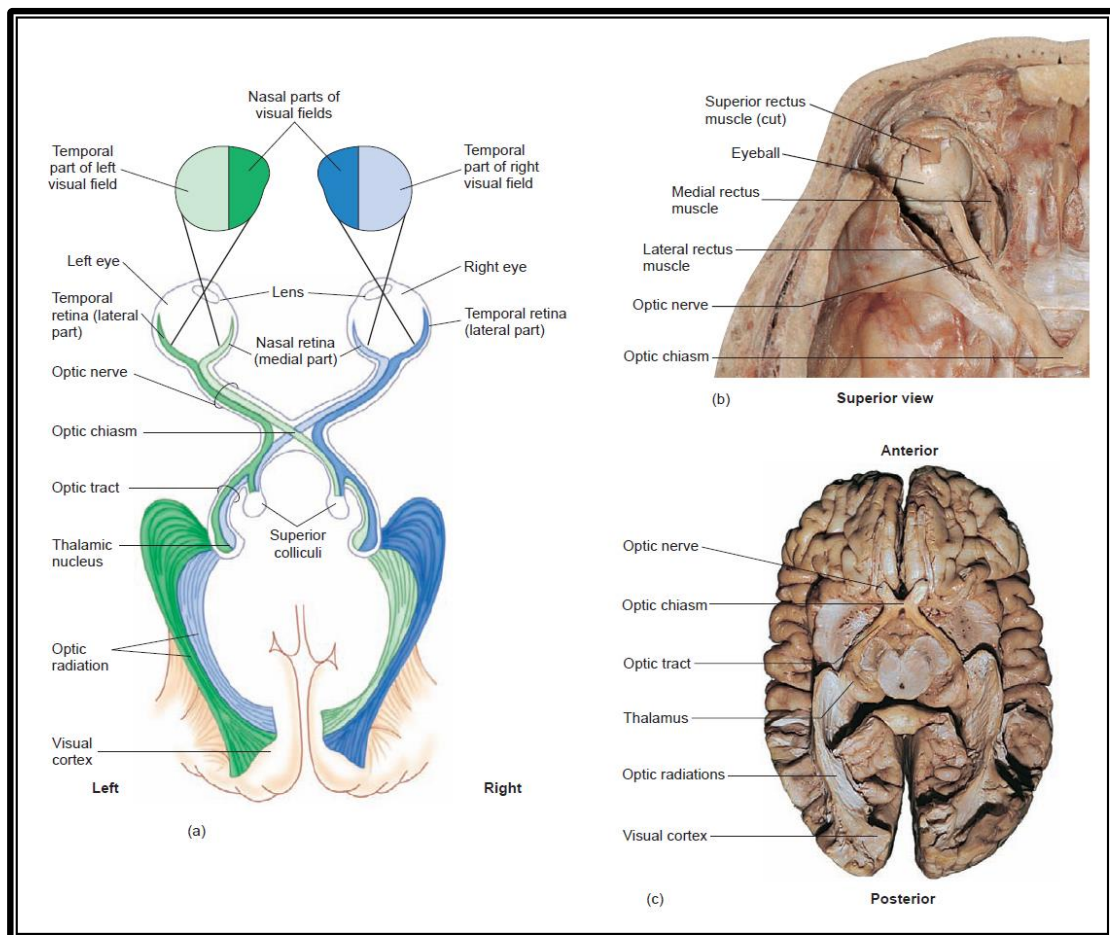 Nasal parts of
visual fields
Temporal
part of left
visual field
Temporal
part of right
visual field
Left eye
Right eye
Lens
Temporal
retina (lateral
part)
Temporal retina
(lateral part)
Nasal retina
(medial part)
Optic nerve
Optic chiasm
Optic tract
Superior
colliculi
Thalamic
nucleus
Optic
radiation
Visual
cortex
Left
Right
(a)
Superior rectus
muscle (cut)
Eyeball
Medial rectus
muscle
Lateral rectus
muscle
Optic nerve
Optic chiasm
(b)
Superior view
Anterior
Optic nerve
Optic chiasm
Optic tract
Thalamus
Optic radiations
Visual cortex
(c)
Posterior